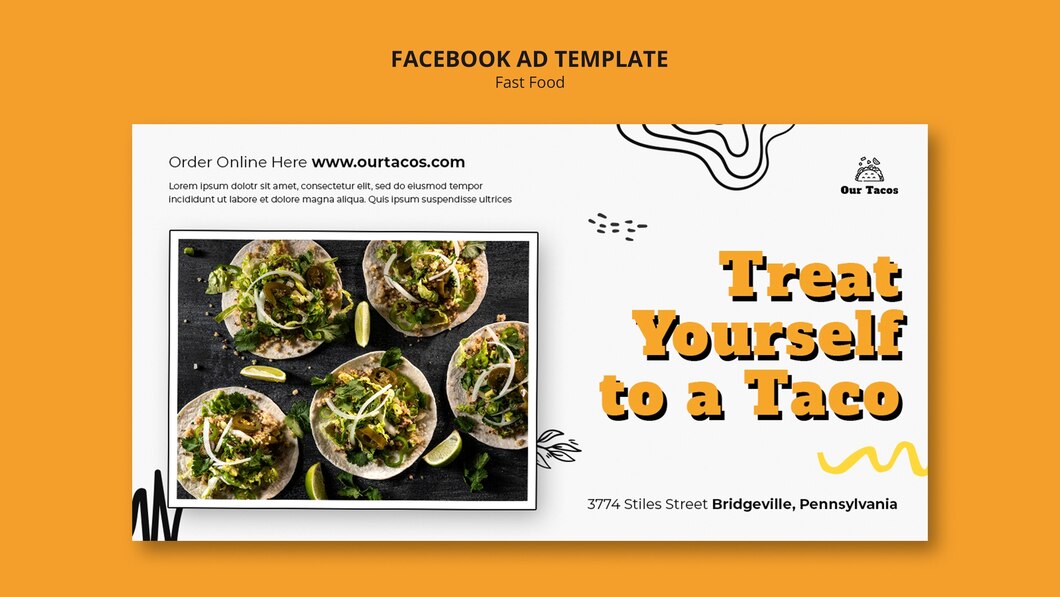 FACEBOOK AD TEMPLATE
Fast Food
Order Online Here www.ourtacos.com
Lorem ipsum dolotr sit amet, consectetur elit, sed do eiusmod tempor
incididunt ut labore et dolore magna aliqua. Quis ipsum suspendisse ultrices
Our Tacos
Treat
Yourself
to a Taco
3774 Stiles Street Bridgeville, Pennsylvania